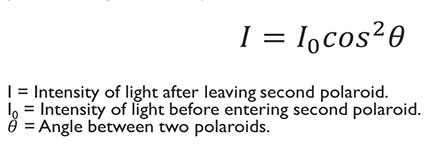 I = I₀cos²θ
I = Intensity of light after leaving second polaroid.
I₀ = Intensity of light before entering second polaroid.
θ = Angle between two polaroids.